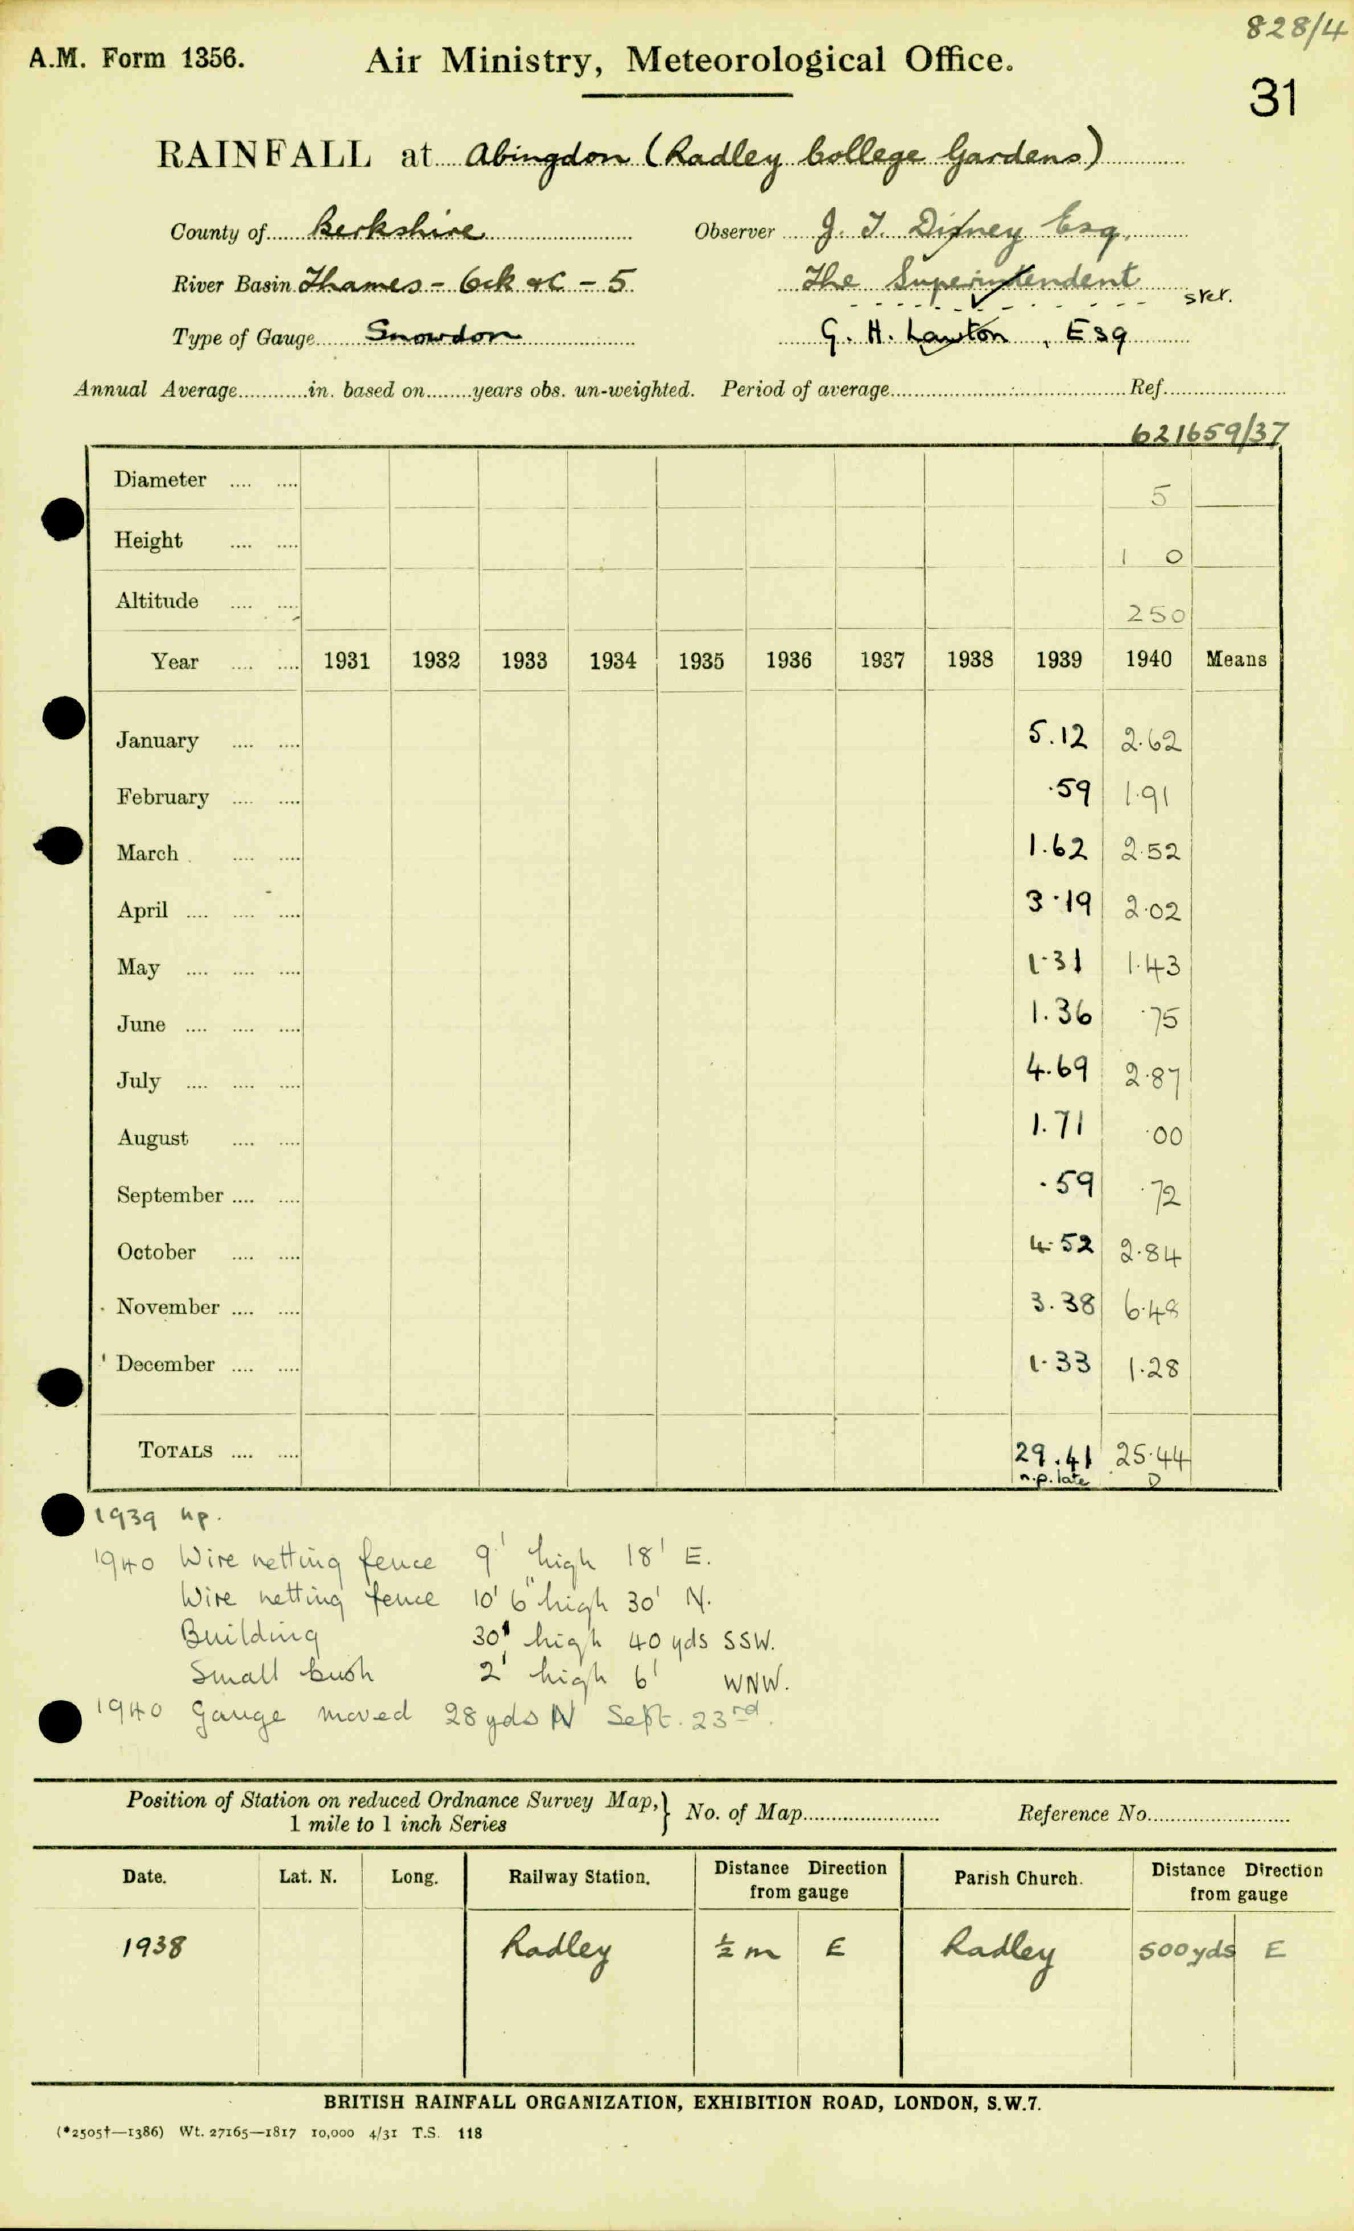 828/4
A.M. Form 1356. Air Ministry, Meteorological Office.
31
RAINFALL at Abingdon (Radley College Gardens)
County of Berkshire Observer J. T. Disney Esq.
River Basin Thames - Ock &c - 5 The Superintendent
Type of Gauge Snowdon G. H. Lawton, Esq
Annual Average............in. based on........years obs. un-weighted. Period of average.......... Ref..........
621659/37
Diameter .... .... 5
Height .... .... 1 0
Altitude .... .... 250
Year .... .... 1931 1932 1933 1934 1935 1936 1937 1938 1939 1940 Means
January .... .... 5.12 2.62
February .... .... .59 1.91
March .... .... 1.62 2.52
April .... .... .... 3.19 2.02
May .... .... .... 1.31 1.43
June .... .... .... 1.36 .75
July .... .... .... 4.69 2.87
August .... .... 1.71 .00
September .... .... .59 .72
October .... .... 4.52 2.84
November .... .... 3.38 6.48
December .... .... 1.33 1.28
TOTALS .... .... 29.41 25.44
n.p. late D
1939 n.p.
1940 Wire netting fence 9' high 18' E.
Wire netting fence 10' 6" high 30' N.
Building 30' high 40 yds SSW.
Small bush 2' high 6' WNW.
1940 Gauge moved 28 yds N Sept. 23rd.
Position of Station on reduced Ordnance Survey Map, } No. of Map.......... Reference No..........
1 mile to 1 inch Series
Date. Lat. N. Long. Railway Station. Distance Direction from gauge Parish Church. Distance Direction from gauge
1938 Radley ½ m E Radley 500 yds E
BRITISH RAINFALL ORGANIZATION, EXHIBITION ROAD, LONDON, S.W.7.
(*2505†—1386) Wt. 27165—1817 10,000 4/31 T.S. 118